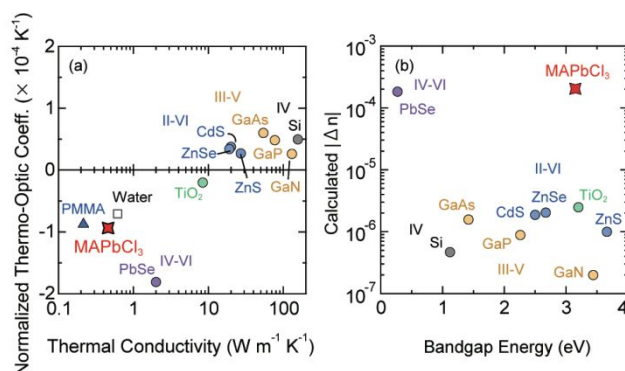 Normalized Thermo-Optic Coeff. (× 10⁻⁴ K⁻¹)
2
1
0
-1
-2
(a)
III-V
IV
II-VI
GaAs
Si
CdS
ZnSe
GaP
ZnS
GaN
TiO₂
Water
PMMA
MAPbCl₃
IV-VI
PbSe
0.1
1
10
100
Thermal Conductivity (W m⁻¹ K⁻¹)
Calculated |Δn|
10⁻³
10⁻⁴
10⁻⁵
10⁻⁶
10⁻⁷
(b)
IV-VI
PbSe
MAPbCl₃
II-VI
GaAs
ZnSe
TiO₂
CdS
ZnS
IV
GaP
Si
III-V
GaN
0
1
2
3
4
Bandgap Energy (eV)